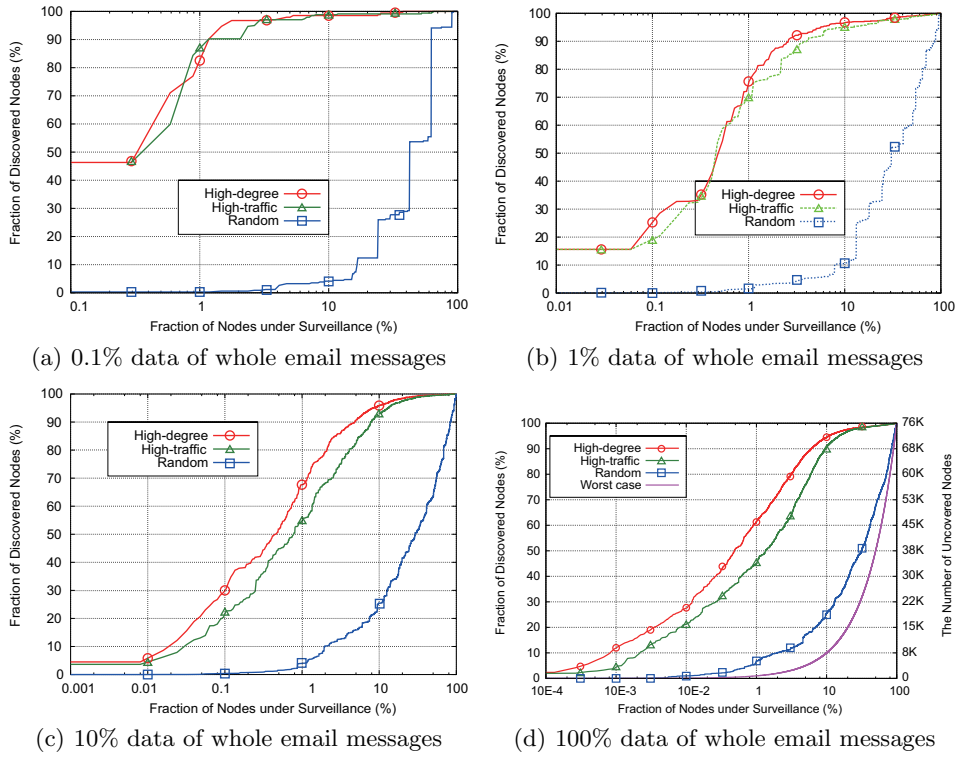 Fraction of Discovered Nodes (%)
100
90
80
70
60
50
40
30
20
10
0
High-degree
High-traffic
Random
0.1
1
10
100
Fraction of Nodes under Surveillance (%)
(a) 0.1% data of whole email messages
Fraction of Discovered Nodes (%)
100
90
80
70
60
50
40
30
20
10
0
High-degree
High-traffic
Random
0.01
0.1
1
10
100
Fraction of Nodes under Surveillance (%)
(b) 1% data of whole email messages
Fraction of Discovered Nodes (%)
100
90
80
70
60
50
40
30
20
10
0
High-degree
High-traffic
Random
0.001
0.01
0.1
1
10
100
Fraction of Nodes under Surveillance (%)
(c) 10% data of whole email messages
Fraction of Discovered Nodes (%)
100
90
80
70
60
50
40
30
20
10
0
High-degree
High-traffic
Random
Worst case
76K
68K
60K
53K
45K
38K
30K
22K
15K
8K
0
The Number of Uncovered Nodes
10E-4
10E-3
10E-2
1
10
100
Fraction of Nodes under Surveillance (%)
(d) 100% data of whole email messages